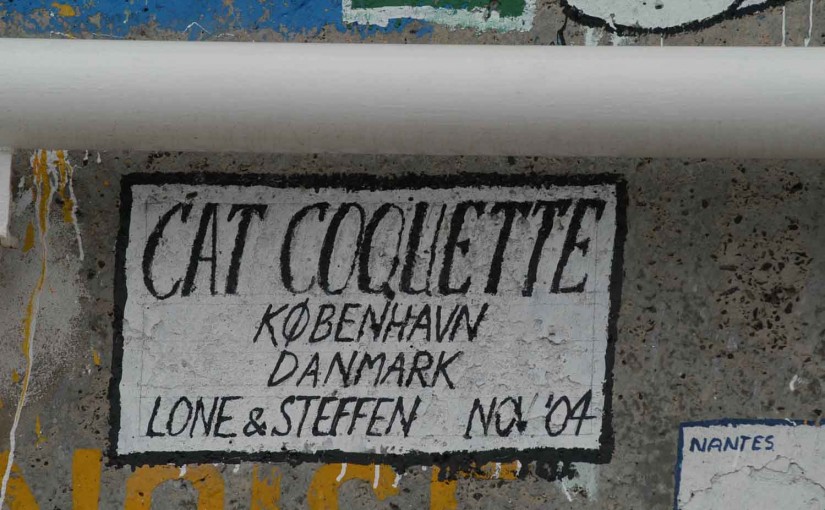 CAT COQUETTE
KØBENHAVN
DANMARK
LONE & STEFFEN NOV '04
NANTES